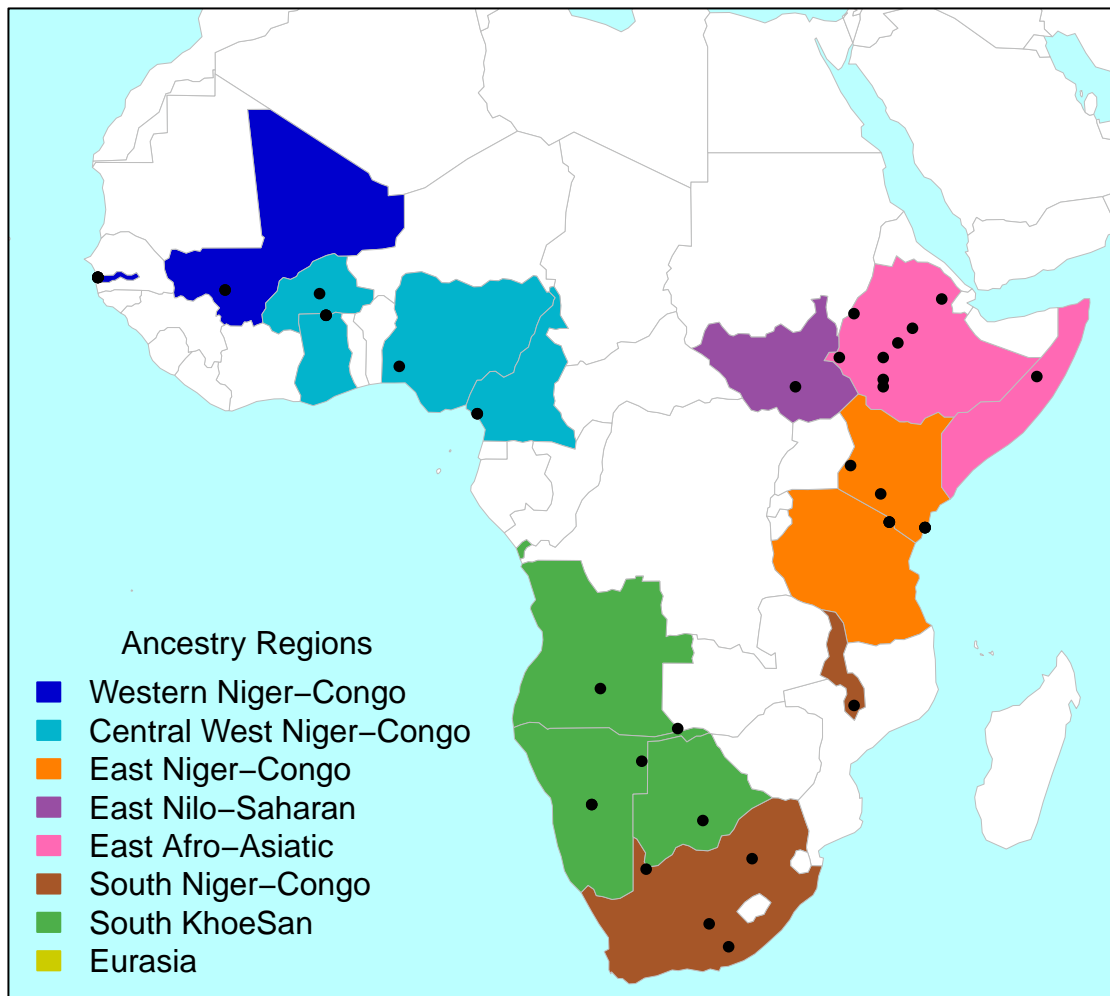 Ancestry Regions
Western Niger−Congo
Central West Niger−Congo
East Niger−Congo
East Nilo−Saharan
East Afro−Asiatic
South Niger−Congo
South KhoeSan
Eurasia